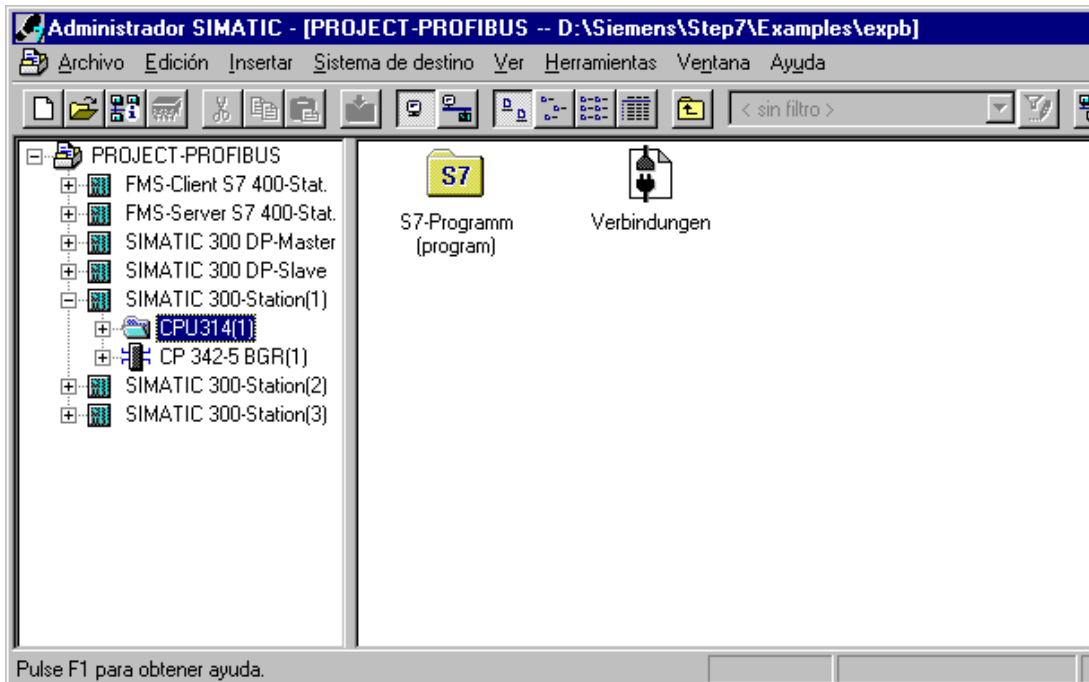 Administrador SIMATIC - [PROJECT-PROFIBUS -- D:\Siemens\Step7\Examples\expb]
Archivo Edición Insertar Sistema de destino Ver Herramientas Ventana Ayuda
< sin filtro >
PROJECT-PROFIBUS
FMS-Client S7 400-Stat.
FMS-Server S7 400-Stat.
SIMATIC 300 DP-Master
SIMATIC 300 DP-Slave
SIMATIC 300-Station(1)
CPU314(1)
CP 342-5 BGR(1)
SIMATIC 300-Station(2)
SIMATIC 300-Station(3)
S7
S7-Programm
(program)
Verbindungen
Pulse F1 para obtener ayuda.